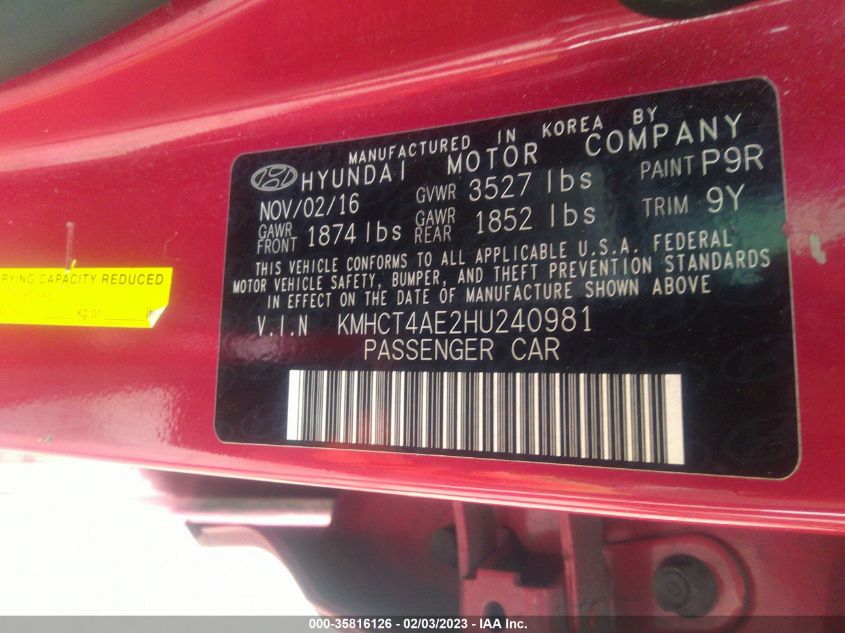 MANUFACTURED IN KOREA BY
HYUNDAI MOTOR COMPANY
NOV/02/16 GVWR 3527 lbs PAINT P9R
GAWR FRONT 1874 lbs GAWR REAR 1852 lbs TRIM 9Y
THIS VEHICLE CONFORMS TO ALL APPLICABLE U.S.A. FEDERAL
MOTOR VEHICLE SAFETY, BUMPER, AND THEFT PREVENTION STANDARDS
IN EFFECT ON THE DATE OF MANUFACTURE SHOWN ABOVE.
V.I.N KMHCT4AE2HU240981
PASSENGER CAR
RYING CAPACITY REDUCED
kg or
000-35816126 - 02/03/2023 - IAA Inc.